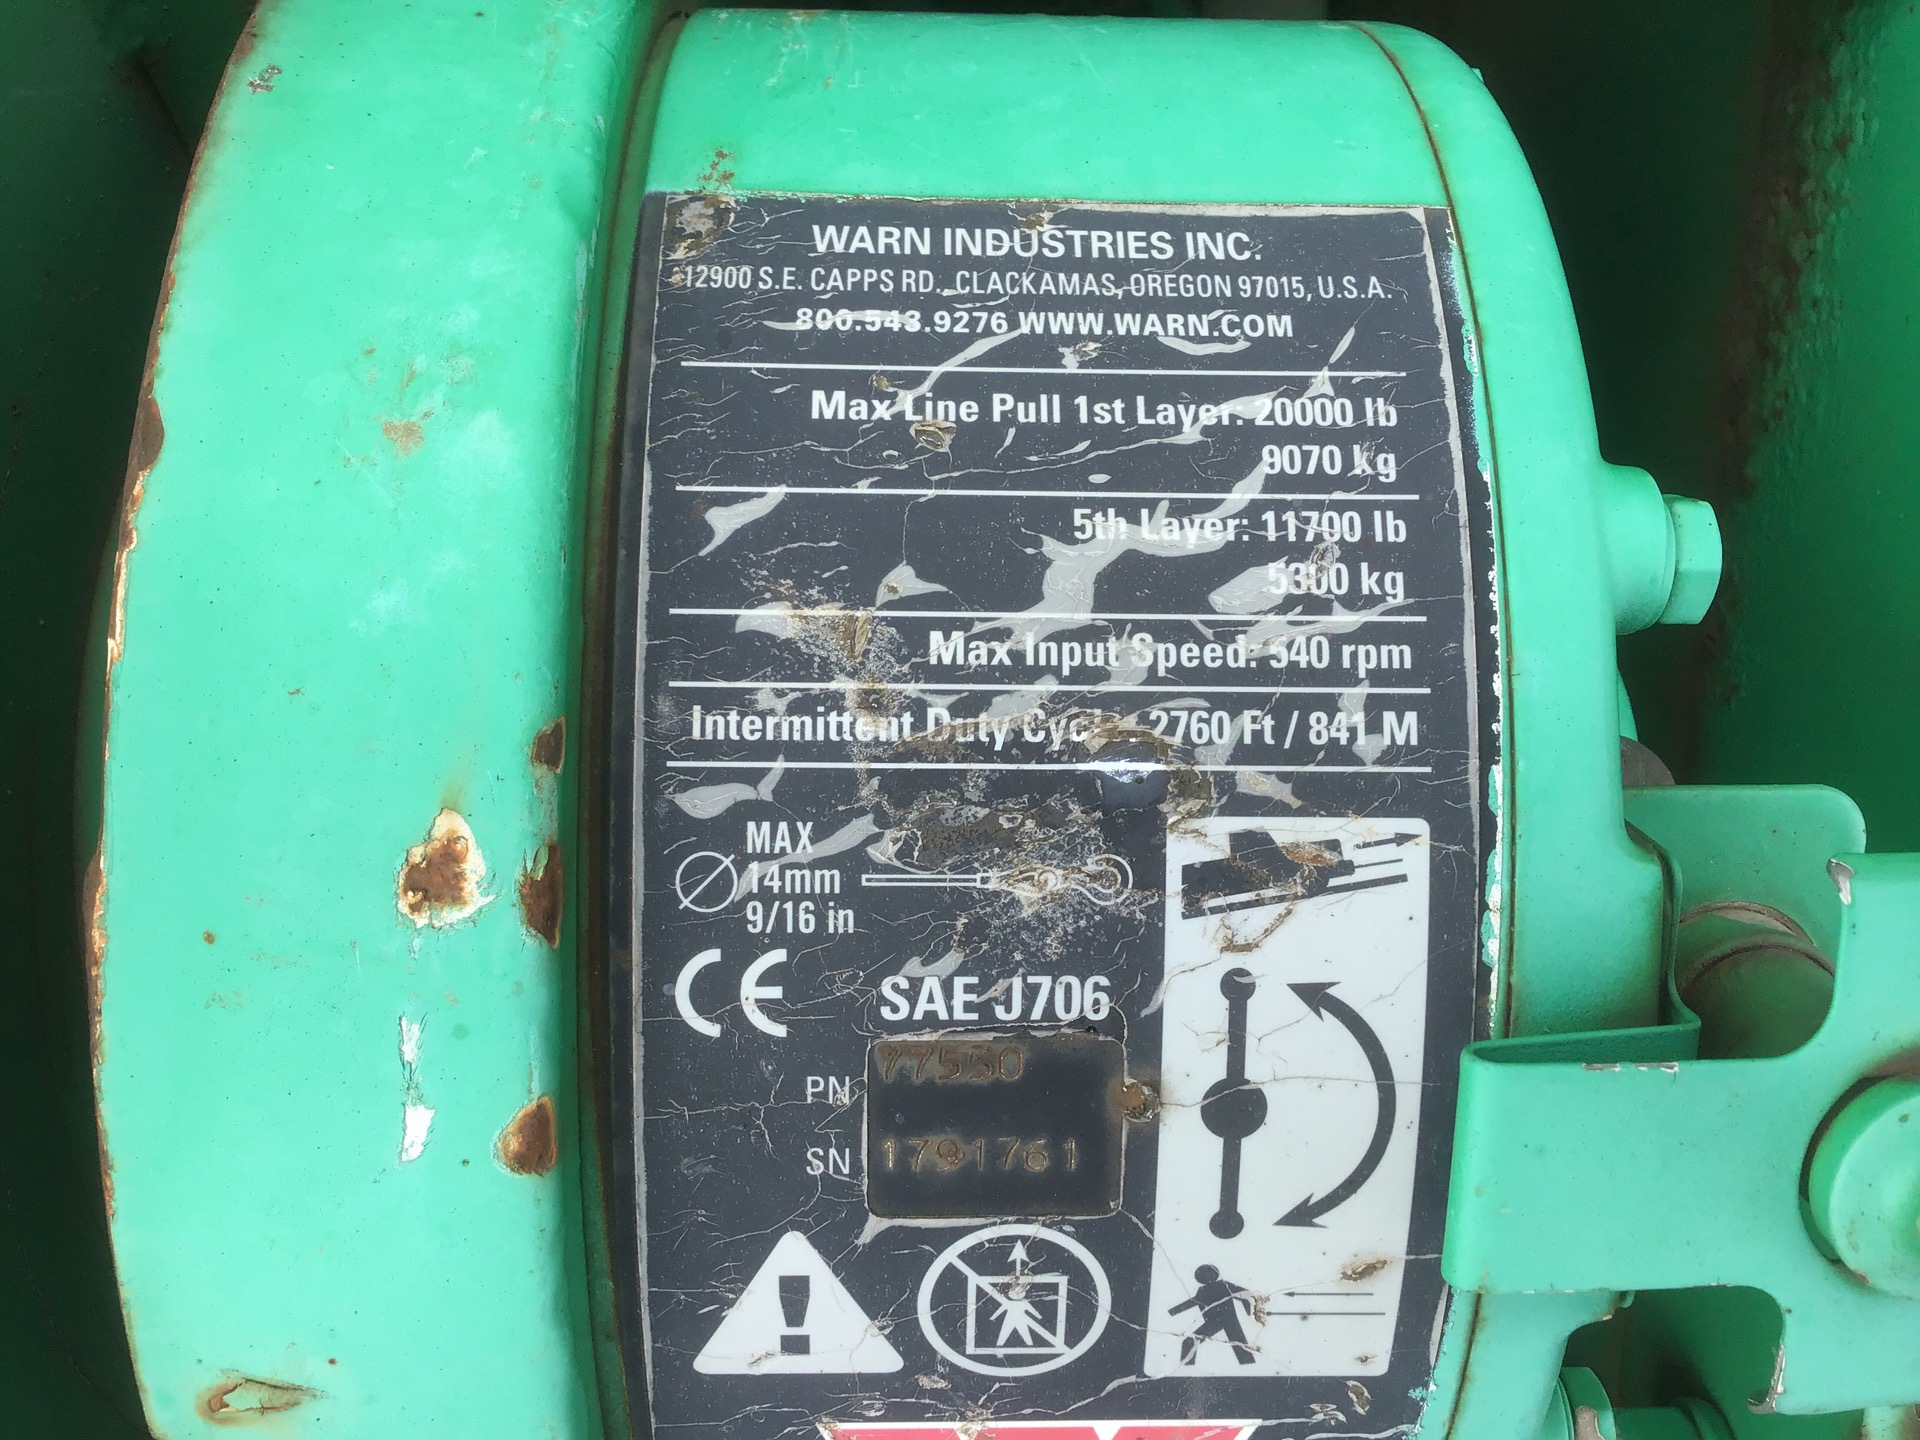 WARN INDUSTRIES INC.
12900 S.E. CAPPS RD., CLACKAMAS, OREGON 97015, U.S.A.
800.543.9276 WWW.WARN.COM
Max Line Pull 1st Layer: 20000 lb
9070 kg
5th Layer: 11700 lb
5300 kg
Max Input Speed: 540 rpm
Intermittent Duty Cycle: 2760 Ft / 841 M
MAX
14mm
9/16 in
CE
SAE J706
PN 77550
SN 1791761